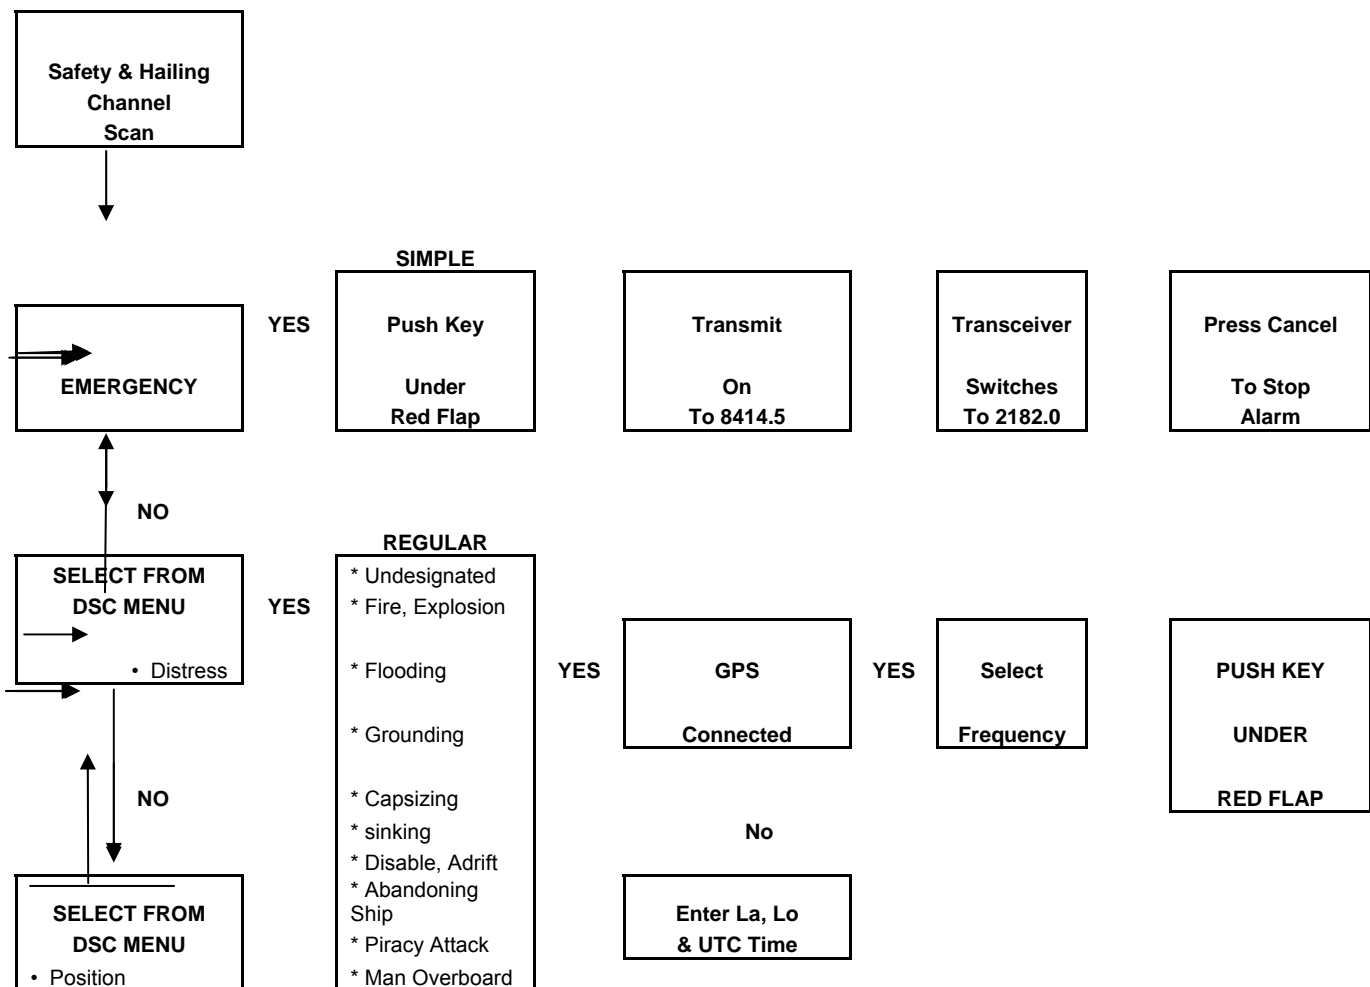 Safety & Hailing
Channel
Scan
SIMPLE
YES
Push Key
Under
Red Flap
Transmit
On
To 8414.5
Transceiver
Switches
To 2182.0
Press Cancel
To Stop
Alarm
EMERGENCY
NO
REGULAR
SELECT FROM
DSC MENU
• Distress
YES
* Undesignated
* Fire, Explosion
* Flooding
* Grounding
* Capsizing
* sinking
* Disable, Adrift
* Abandoning
Ship
* Piracy Attack
* Man Overboard
YES
GPS
Connected
YES
Select
Frequency
PUSH KEY
UNDER
RED FLAP
NO
No
Enter La, Lo
& UTC Time
SELECT FROM
DSC MENU
• Position